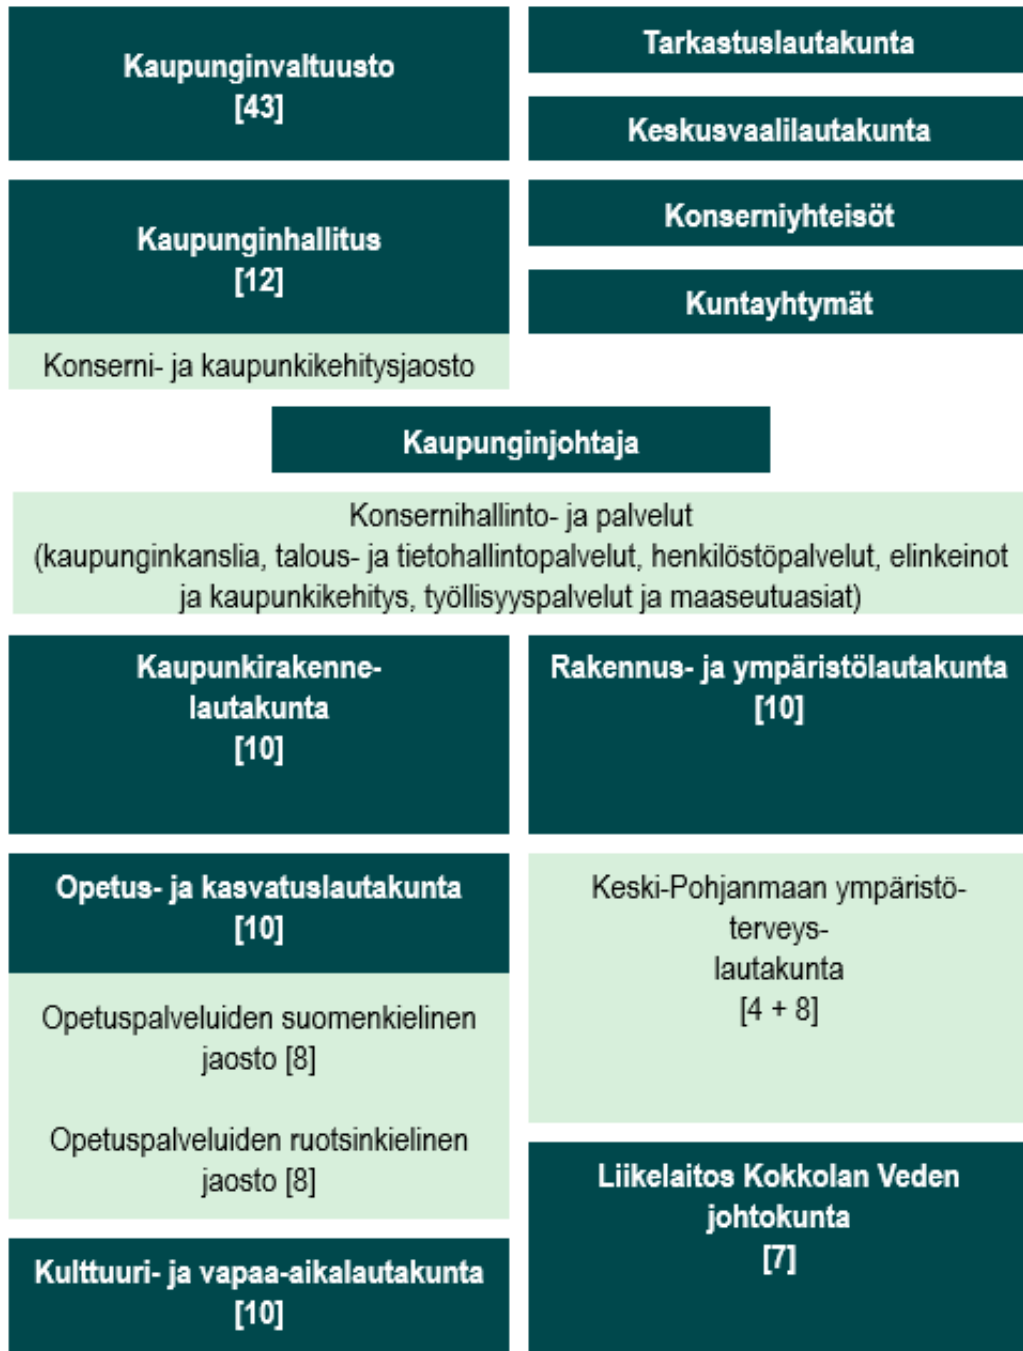 Kaupunginvaltuusto
[43]
Tarkastuslautakunta
Keskusvaalilautakunta
Kaupunginhallitus
[12]
Konserni- ja kaupunkikehitysjaosto
Konserniyhteisöt
Kuntayhtymät
Kaupunginjohtaja
Konsernihallinto- ja palvelut
(kaupunginkanslia, talous- ja tietohallintopalvelut, henkilöstöpalvelut, elinkeinot
ja kaupunkikehitys, työllisyyspalvelut ja maaseutuasiat)
Kaupunkirakenne-
lautakunta
[10]
Rakennus- ja ympäristölautakunta
[10]
Opetus- ja kasvatuslautakunta
[10]
Opetuspalveluiden suomenkielinen
jaosto [8]
Opetuspalveluiden ruotsinkielinen
jaosto [8]
Keski-Pohjanmaan ympäristö-
terveys-
lautakunta
[4 + 8]
Kulttuuri- ja vapaa-aikalautakunta
[10]
Liikelaitos Kokkolan Veden
johtokunta
[7]